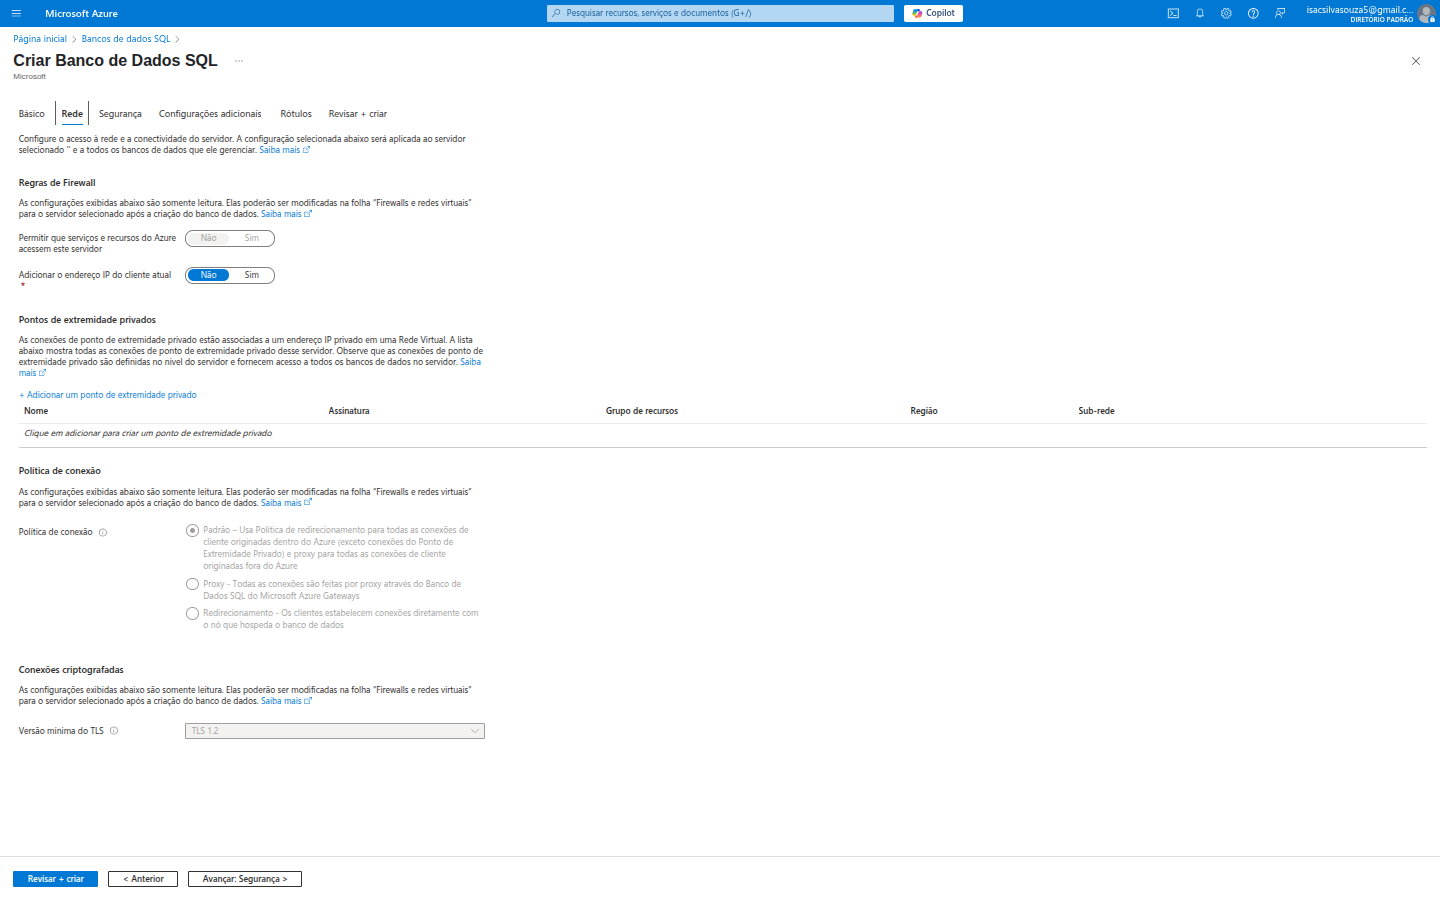 Microsoft Azure
Pesquisar recursos, serviços e documentos (G+/)
Copilot
isacsilvasouza5@gmail.c...
DIRETÓRIO PADRÃO
Página inicial > Bancos de dados SQL >
Criar Banco de Dados SQL ...
Microsoft
Básico Rede Segurança Configurações adicionais Rótulos Revisar + criar
Configure o acesso à rede e a conectividade do servidor. A configuração selecionada abaixo será aplicada ao servidor
selecionado '' e a todos os bancos de dados que ele gerenciar. Saiba mais
Regras de Firewall
As configurações exibidas abaixo são somente leitura. Elas poderão ser modificadas na folha "Firewalls e redes virtuais"
para o servidor selecionado após a criação do banco de dados. Saiba mais
Permitir que serviços e recursos do Azure
acessem este servidor
Não Sim
Adicionar o endereço IP do cliente atual
*
Não Sim
Pontos de extremidade privados
As conexões de ponto de extremidade privado estão associadas a um endereço IP privado em uma Rede Virtual. A lista
abaixo mostra todas as conexões de ponto de extremidade privado desse servidor. Observe que as conexões de ponto de
extremidade privado são definidas no nível do servidor e fornecem acesso a todos os bancos de dados no servidor. Saiba
mais
+ Adicionar um ponto de extremidade privado
Nome Assinatura Grupo de recursos Região Sub-rede
Clique em adicionar para criar um ponto de extremidade privado
Política de conexão
As configurações exibidas abaixo são somente leitura. Elas poderão ser modificadas na folha "Firewalls e redes virtuais"
para o servidor selecionado após a criação do banco de dados. Saiba mais
Política de conexão
Padrão – Usa Política de redirecionamento para todas as conexões de
cliente originadas dentro do Azure (exceto conexões do Ponto de
Extremidade Privado) e proxy para todas as conexões de cliente
originadas fora do Azure
Proxy - Todas as conexões são feitas por proxy através do Banco de
Dados SQL do Microsoft Azure Gateways
Redirecionamento - Os clientes estabelecem conexões diretamente com
o nó que hospeda o banco de dados
Conexões criptografadas
As configurações exibidas abaixo são somente leitura. Elas poderão ser modificadas na folha "Firewalls e redes virtuais"
para o servidor selecionado após a criação do banco de dados. Saiba mais
Versão mínima do TLS
TLS 1.2
Revisar + criar
< Anterior
Avançar: Segurança >